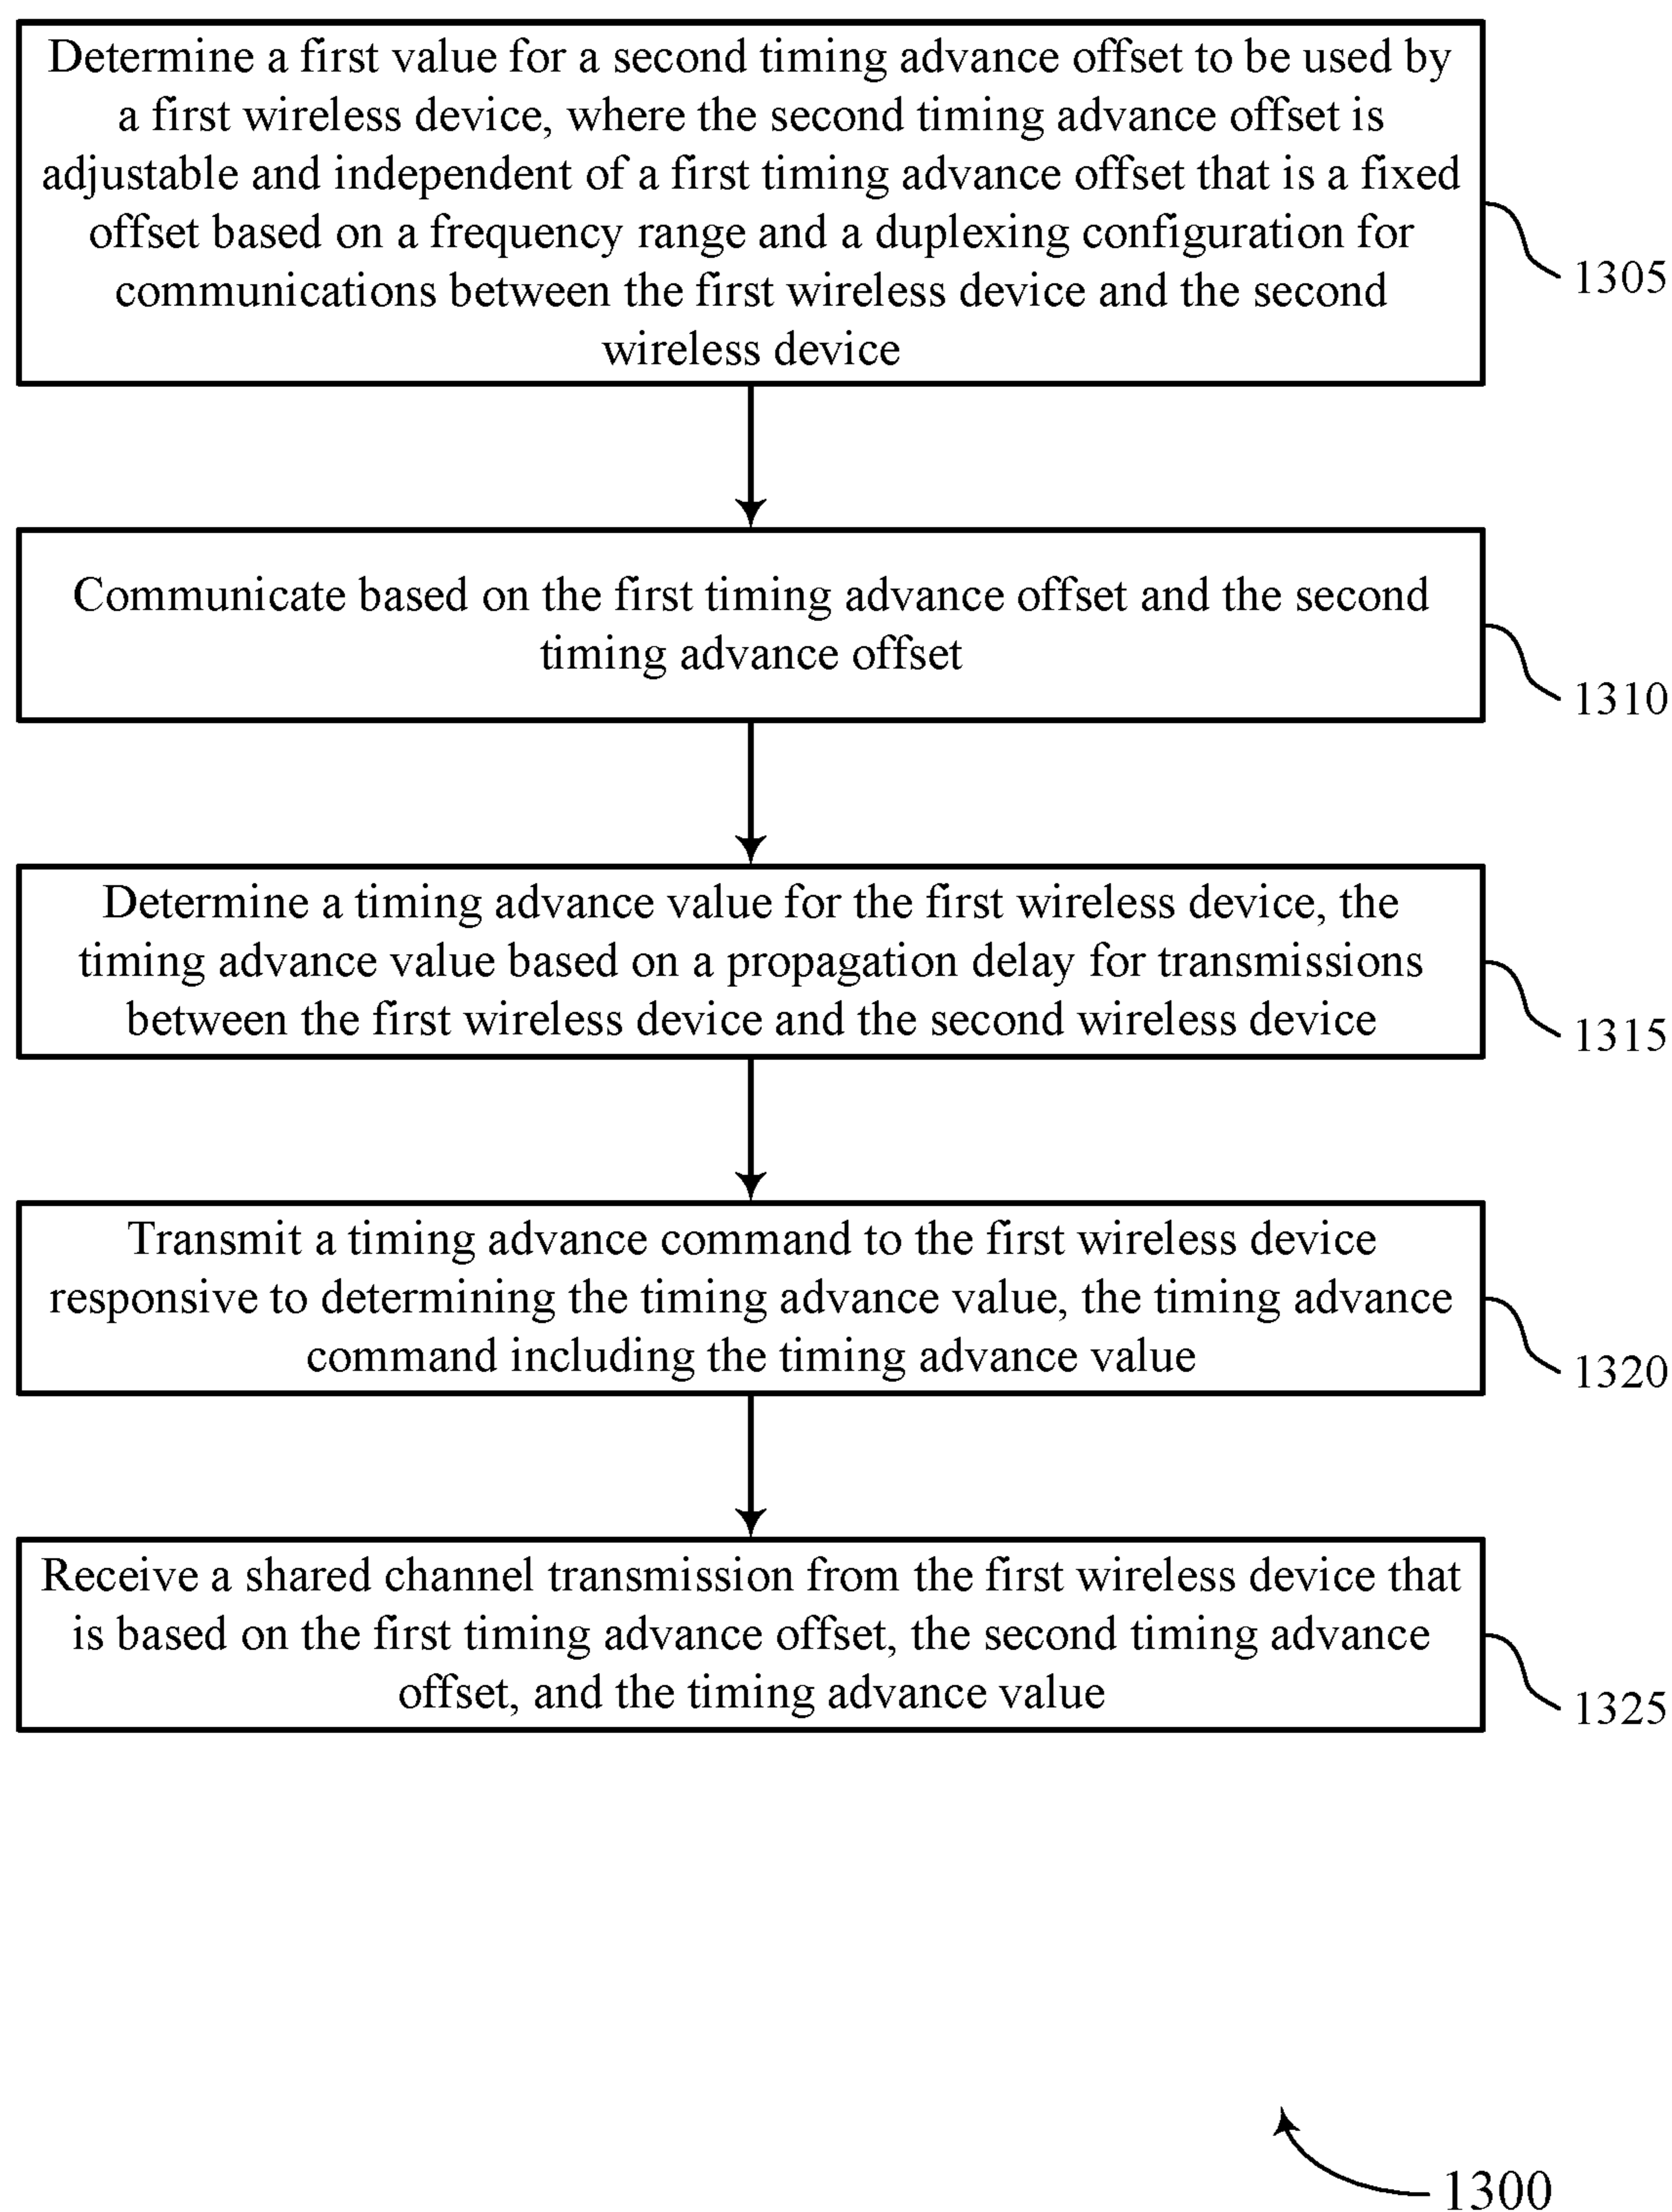 Determine a first value for a second timing advance offset to be used by
a first wireless device, where the second timing advance offset is
adjustable and independent of a first timing advance offset that is a fixed
offset based on a frequency range and a duplexing configuration for
communications between the first wireless device and the second
wireless device
1305
Communicate based on the first timing advance offset and the second
timing advance offset
1310
Determine a timing advance value for the first wireless device, the
timing advance value based on a propagation delay for transmissions
between the first wireless device and the second wireless device
1315
Transmit a timing advance command to the first wireless device
responsive to determining the timing advance value, the timing advance
command including the timing advance value
1320
Receive a shared channel transmission from the first wireless device that
is based on the first timing advance offset, the second timing advance
offset, and the timing advance value
1325
1300